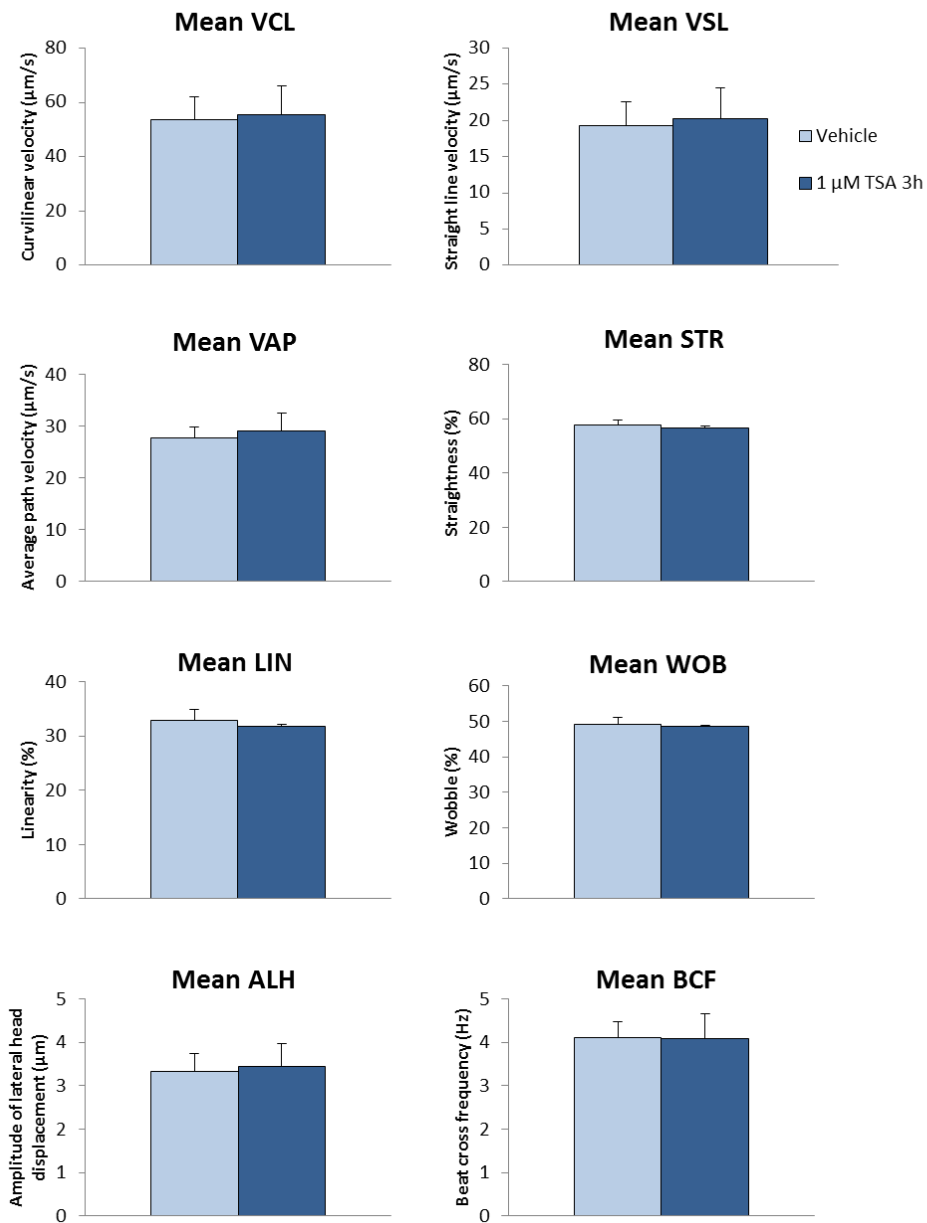 Mean VCL
Curvilinear velocity (µm/s)
80
60
40
20
0
Mean VSL
Straight line velocity (µm/s)
30
25
20
15
10
5
0
Vehicle
1 µM TSA 3h
Mean VAP
Average path velocity (µm/s)
40
30
20
10
0
Mean STR
Straightness (%)
80
60
40
20
0
Mean LIN
Linearity (%)
40
30
20
10
0
Mean WOB
Wobble (%)
60
50
40
30
20
10
0
Mean ALH
Amplitude of lateral head
displacement (µm)
5
4
3
2
1
0
Mean BCF
Beat cross frequency (Hz)
5
4
3
2
1
0